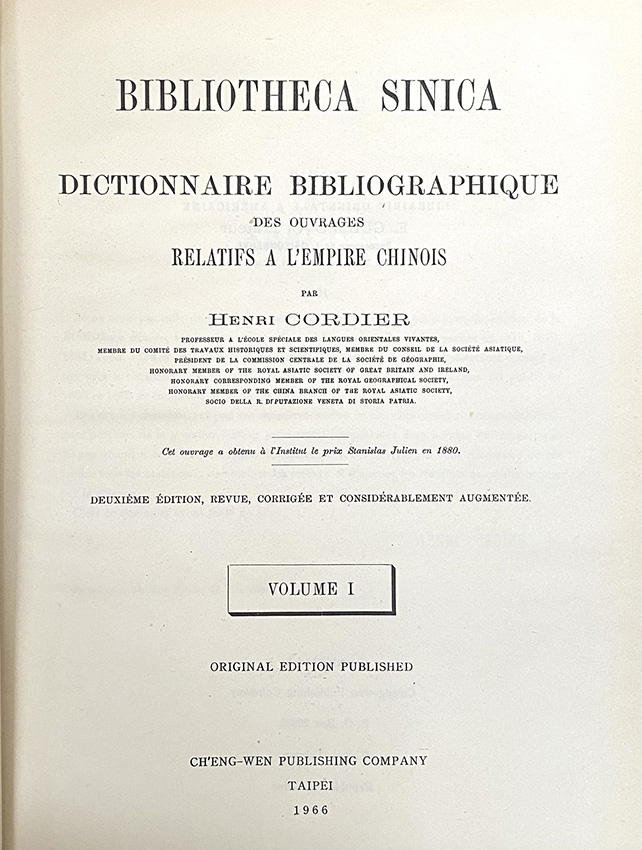 BIBLIOTHECA SINICA
DICTIONNAIRE BIBLIOGRAPHIQUE
DES OUVRAGES
RELATIFS A L'EMPIRE CHINOIS
PAR
HENRI CORDIER
PROFESSEUR A L'ÉCOLE SPÉCIALE DES LANGUES ORIENTALES VIVANTES,
MEMBRE DU COMITÉ DES TRAVAUX HISTORIQUES ET SCIENTIFIQUES, MEMBRE DU CONSEIL DE LA SOCIÉTÉ ASIATIQUE,
PRÉSIDENT DE LA COMMISSION CENTRALE DE LA SOCIÉTÉ DE GÉOGRAPHIE,
HONORARY MEMBER OF THE ROYAL ASIATIC SOCIETY OF GREAT BRITAIN AND IRELAND,
HONORARY CORRESPONDING MEMBER OF THE ROYAL GEOGRAPHICAL SOCIETY,
HONORARY MEMBER OF THE CHINA BRANCH OF THE ROYAL ASIATIC SOCIETY,
SOCIO DELLA R. DEPUTAZIONE VENETA DI STORIA PATRIA.
Cet ouvrage a obtenu à l'Institut le prix Stanislas Julien en 1880.
DEUXIÈME ÉDITION, REVUE, CORRIGÉE ET CONSIDÉRABLEMENT AUGMENTÉE.
VOLUME I
ORIGINAL EDITION PUBLISHED
CH'ENG-WEN PUBLISHING COMPANY
TAIPEI
1966